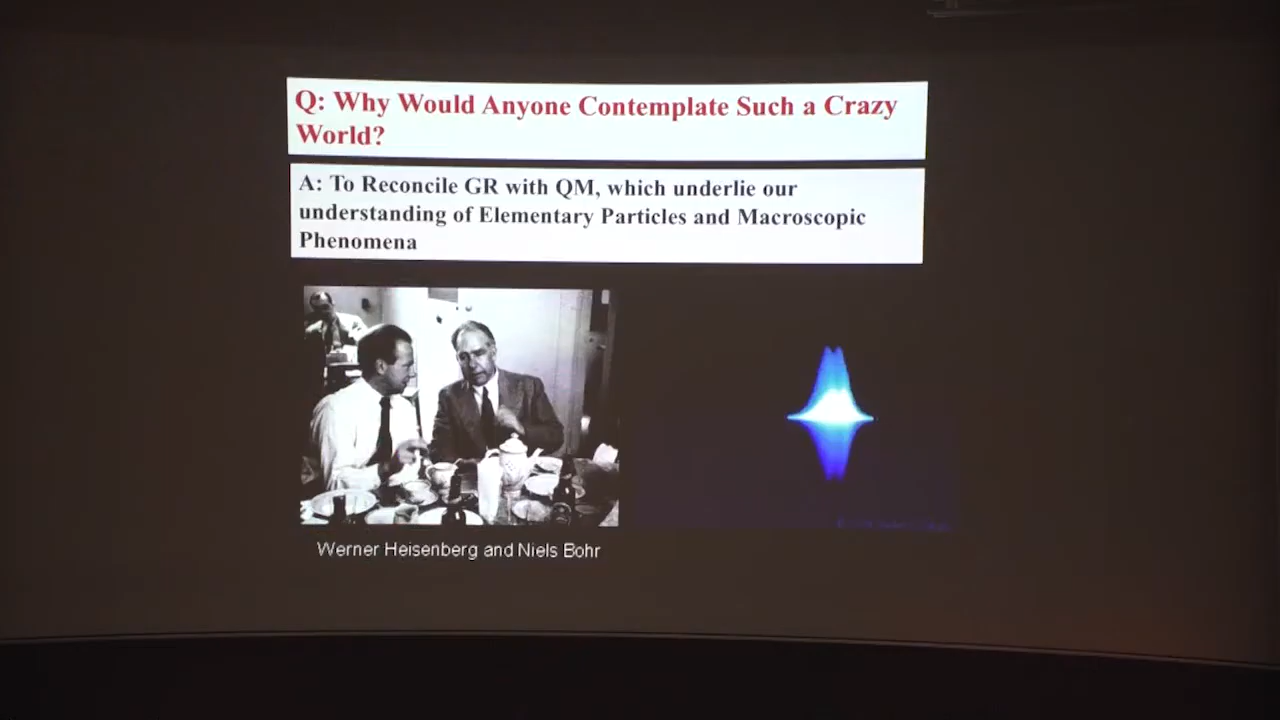 Q: Why Would Anyone Contemplate Such a Crazy
World?
A: To Reconcile GR with QM, which underlie our
understanding of Elementary Particles and Macroscopic
Phenomena
Werner Heisenberg and Niels Bohr